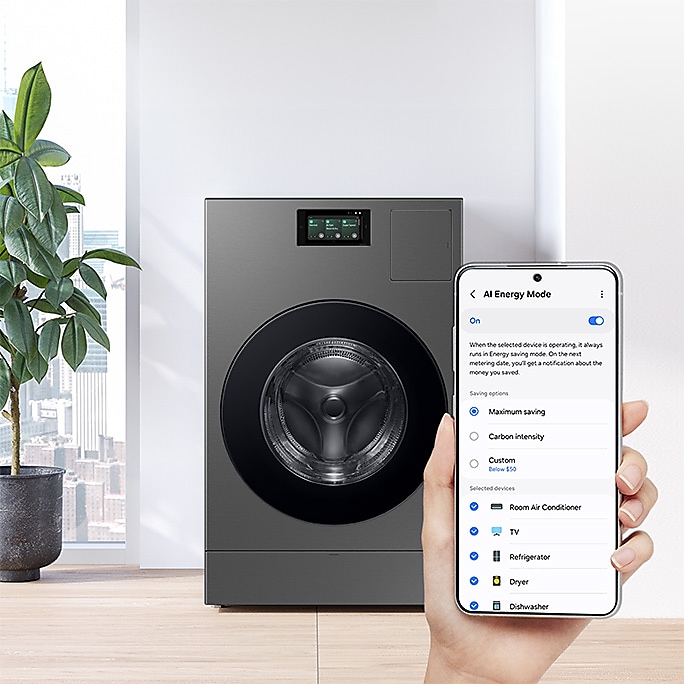 AI Energy Mode
On
When the selected device is operating, it always
runs in Energy saving mode. On the next
metering date, you'll get a notification about the
money you saved.
Saving options
Maximum saving
Carbon intensity
Custom
Below $50
Selected devices
Room Air Conditioner
TV
Refrigerator
Dryer
Dishwasher